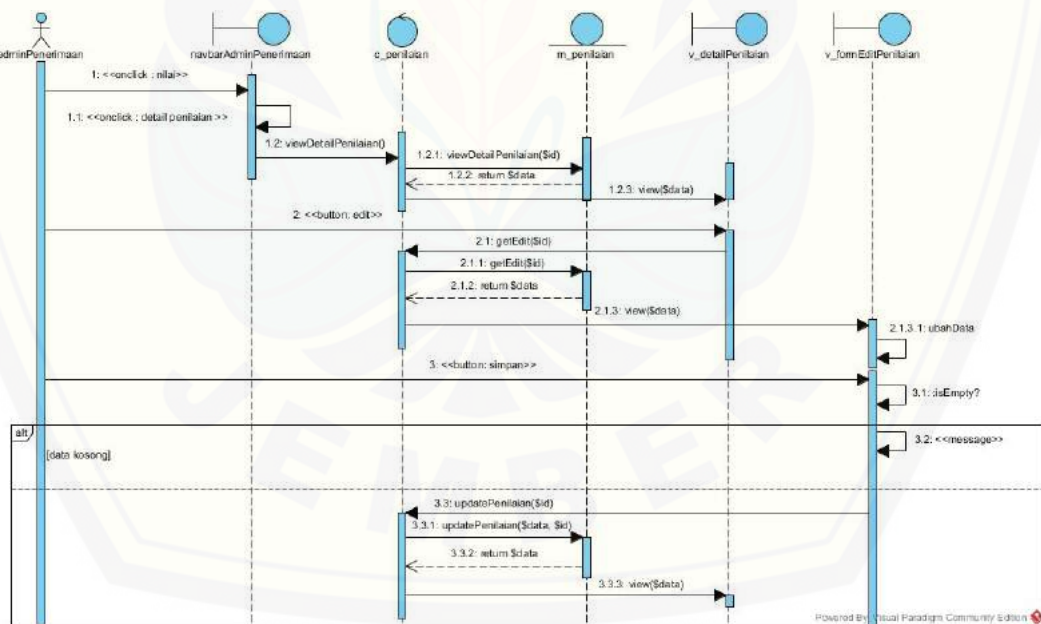 adminPenerimaan
navbarAdminPenerimaan
c_penilaian
m_penilaian
v_detailPenilaian
v_formEditPenilaian
1: <<onclick : nilai>>
1.1: <<onclick : detail penilaian >>
1.2: viewDetailPenilaian()
1.2.1: viewDetailPenilaian($id)
1.2.2: return $data
1.2.3: view($data)
2: <<button: edit>>
2.1: getEdit($id)
2.1.1: getEdit($id)
2.1.2: return $data
2.1.3: view($data)
2.1.3.1: ubahData
3: <<button: simpan>>
3.1: :isEmpty?
alt
3.2: <<message>>
[data kosong]
3.3: updatePenilaian($id)
3.3.1: updatePenilaian($data, $id)
3.3.2: return $data
3.3.3: view($data)
JEMBER
Powered By Visual Paradigm Community Edition